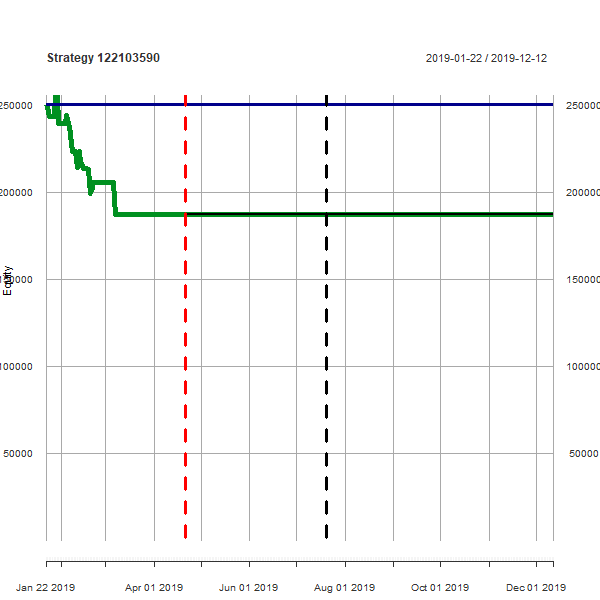 Strategy 122103590
2019-01-22 / 2019-12-12
250000 250000
200000 200000
150000
Equity
100000 100000
50000 50000
Jan 22 2019 Apr 01 2019 Jun 01 2019 Aug 01 2019 Oct 01 2019 Dec 01 2019